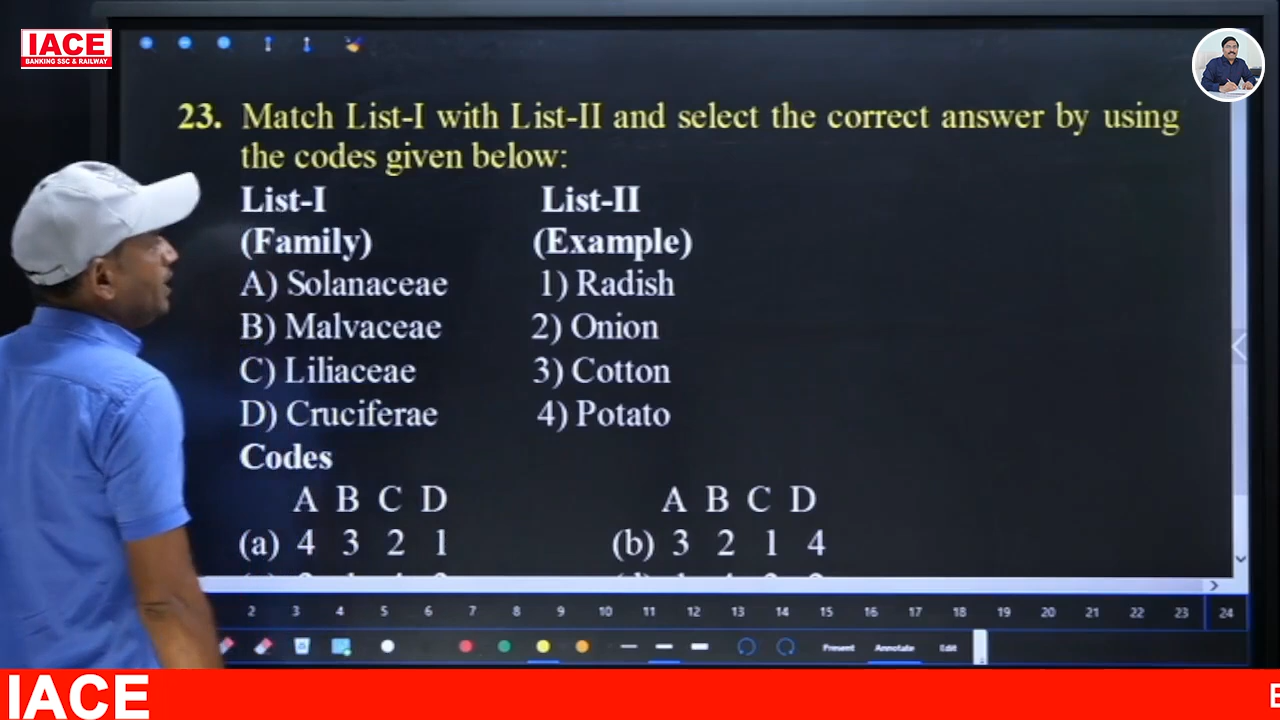 IACE
BANKING SSC & RAILWAY
23. Match List-I with List-II and select the correct answer by using
the codes given below:
List-I List-II
(Family) (Example)
A) Solanaceae 1) Radish
B) Malvaceae 2) Onion
C) Liliaceae 3) Cotton
D) Cruciferae 4) Potato
Codes
A B C D A B C D
(a) 4 3 2 1 (b) 3 2 1 4
2 3 4 5 6 7 8 9 10 11 12 13 14 15 16 17 18 19 20 21 22 23 24
Present Annotate Edit
IACE